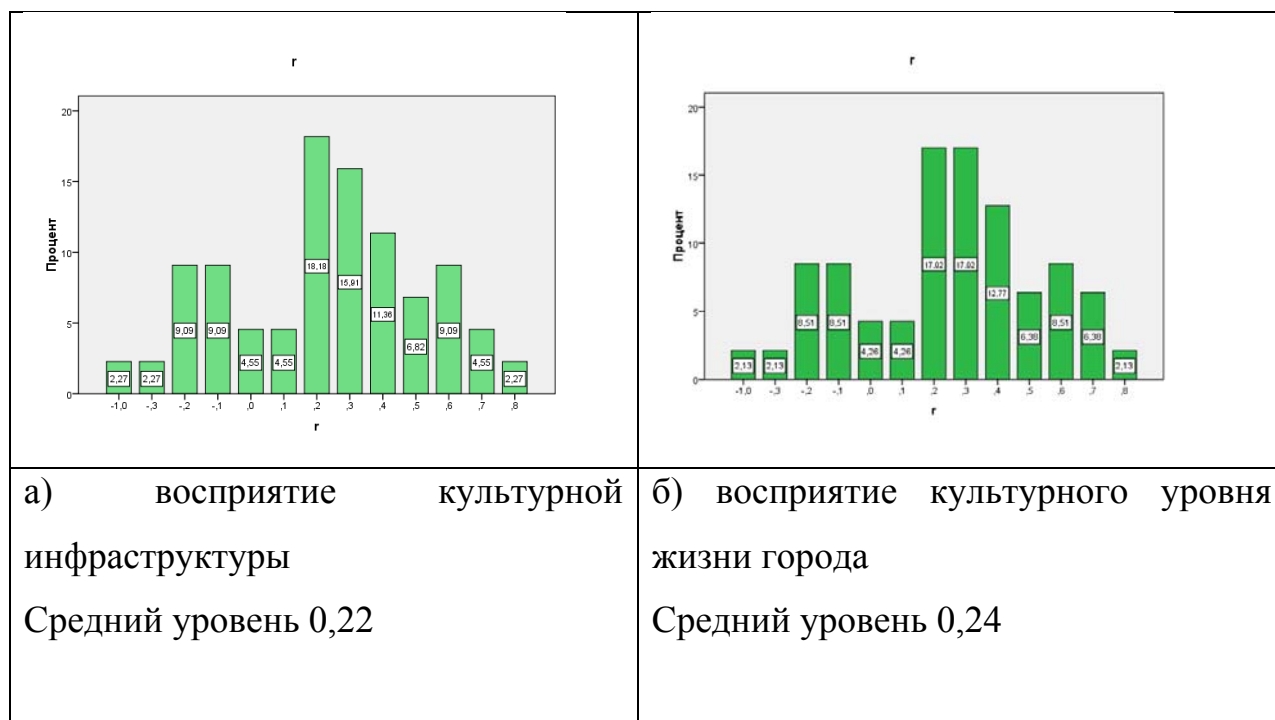 r
20
15
10
5
0
Процент
2,27
2,27
9,09
9,09
4,55
4,55
18,18
15,91
11,36
6,82
9,09
4,55
2,27
-1,0 -,3 -,2 -,1 ,0 ,1 ,2 ,3 ,4 ,5 ,6 ,7 ,8
r
r
20
15
10
5
0
Процент
2,13
2,13
8,51
8,51
4,26
4,26
17,02
17,02
12,77
6,38
8,51
6,38
2,13
-1,0 -,3 -,2 -,1 ,0 ,1 ,2 ,3 ,4 ,5 ,6 ,7 ,8
r
а) восприятие культурной
инфраструктуры
Средний уровень 0,22
б) восприятие культурного уровня
жизни города
Средний уровень 0,24